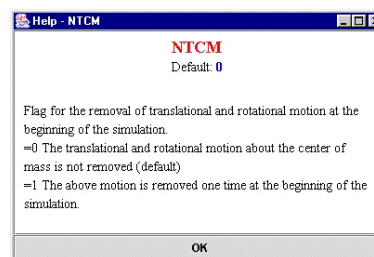 Help - NTCM
NTCM
Default: 0
Flag for the removal of translational and rotational motion at the
beginning of the simulation.
=0 The translational and rotational motion about the center of
mass is not removed (default)
=1 The above motion is removed one time at the beginning of the
simulation.
OK